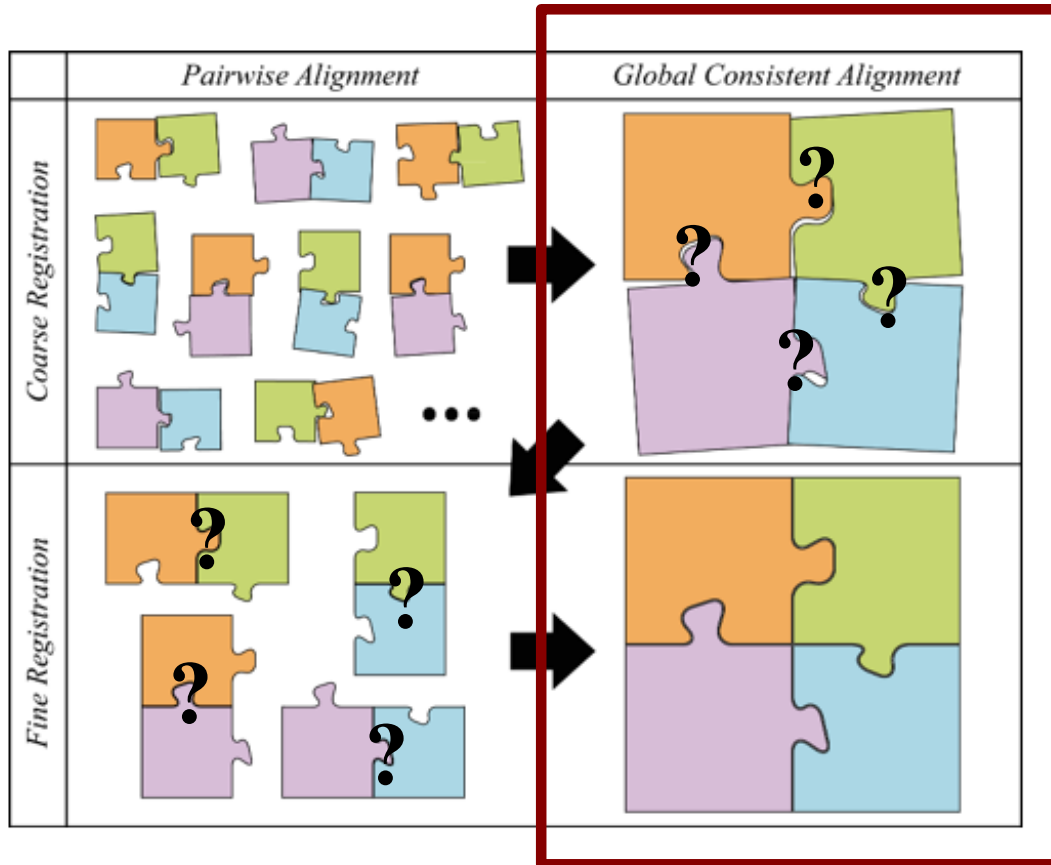 Pairwise Alignment
Global Consistent Alignment
Coarse Registration
?
?
?
?
Fine Registration
?
?
?
?